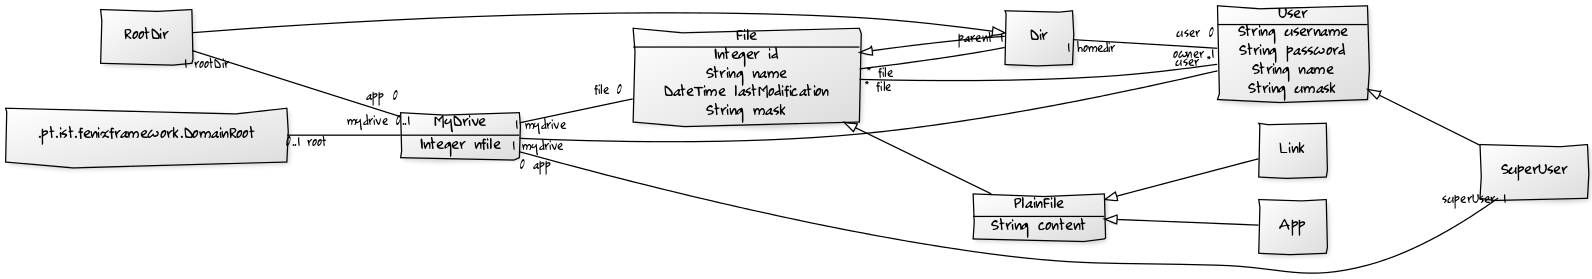 RootDir
1 rootDir
app 0
.pt.ist.fenixframework.DomainRoot
0..1 root
mydrive 0..1
MyDrive
Integer nfile
1 mydrive
1 mydrive
0 app
file 0
File
Integer id
String name
DateTime lastModification
String mask
parent 1
* file
* file
Dir
1 homedir
user 0
owner 1
user *
User
String username
String password
String name
String umask
PlainFile
String content
Link
App
SuperUser
superUser 1